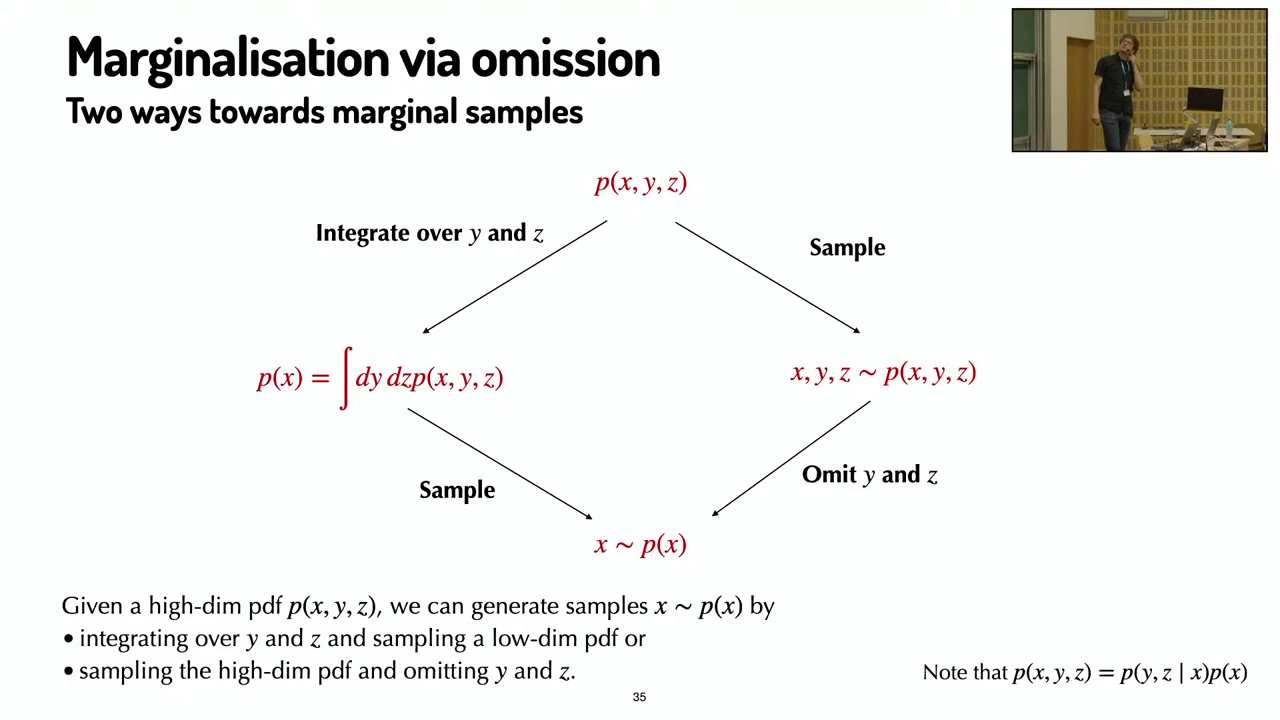 Marginalisation via omission
Two ways towards marginal samples
p(x, y, z)
Integrate over y and z
Sample
p(x) = ∫dy dzp(x, y, z)
x, y, z ∼ p(x, y, z)
Sample
Omit y and z
x ∼ p(x)
Given a high-dim pdf p(x, y, z), we can generate samples x ∼ p(x) by
• integrating over y and z and sampling a low-dim pdf or
• sampling the high-dim pdf and omitting y and z.
Note that p(x, y, z) = p(y, z | x)p(x)
35